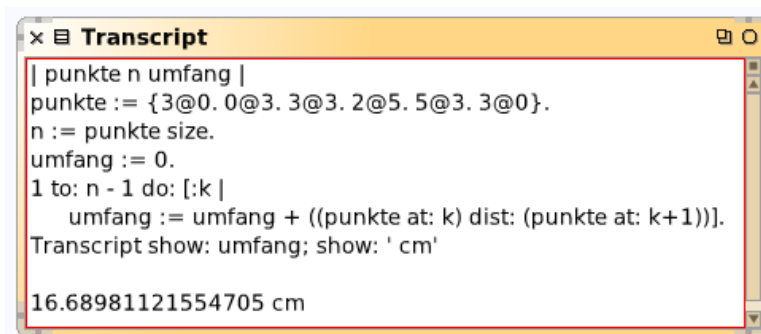 Transcript
| punkte n umfang |
punkte := {3@0. 0@3. 3@3. 2@5. 5@3. 3@0}.
n := punkte size.
umfang := 0.
1 to: n - 1 do: [:k |
umfang := umfang + ((punkte at: k) dist: (punkte at: k+1))].
Transcript show: umfang; show: ' cm'
16.68981121554705 cm